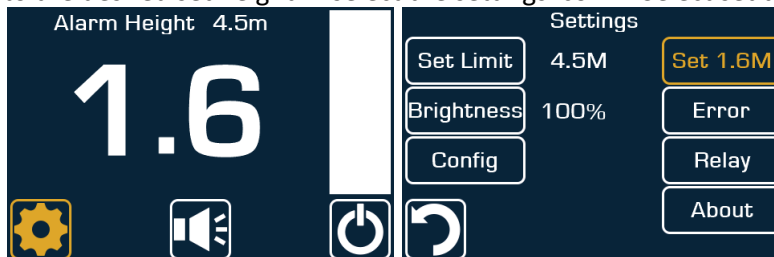 Alarm Height 4.5m
1.6
Settings
Set Limit 4.5M Set 1.6M
Brightness 100% Error
Config Relay
About